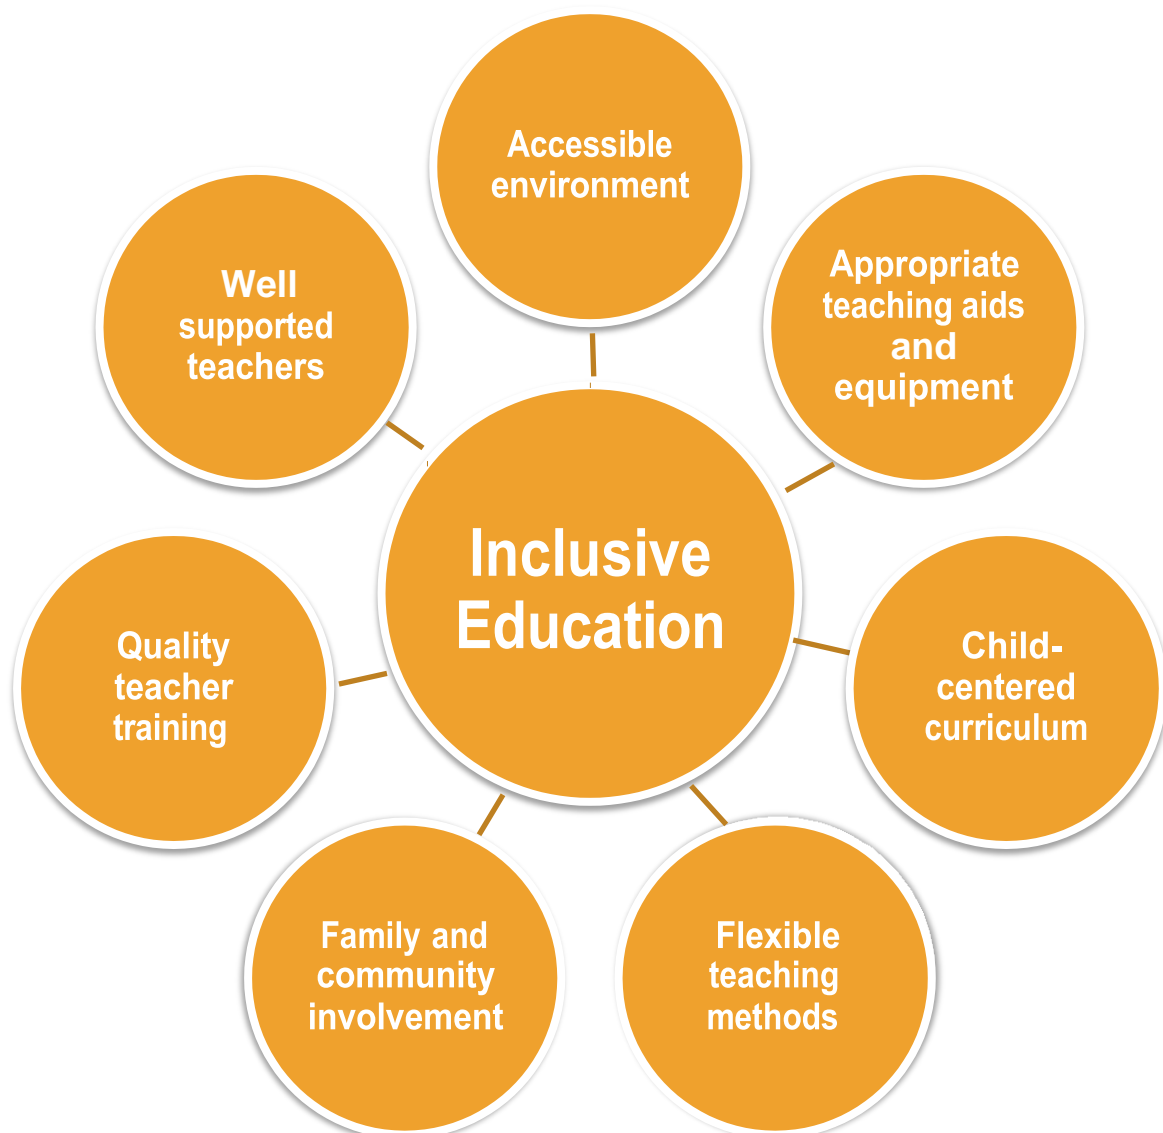 Accessible
environment
Appropriate
teaching aids
and
equipment
Child-
centered
curriculum
Flexible
teaching
methods
Family and
community
involvement
Quality
teacher
training
Well
supported
teachers
Inclusive
Education